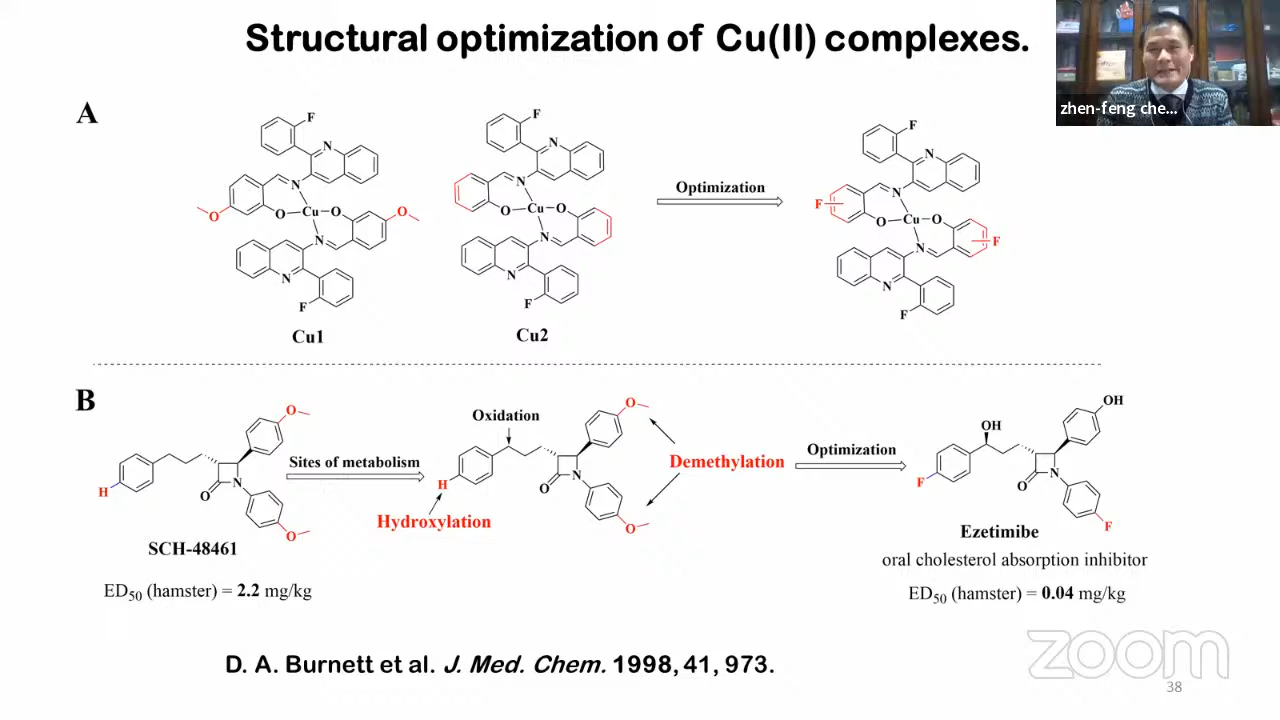 Structural optimization of Cu(II) complexes.
zhen-feng che...
A
F
N
N
O
Cu
O
O
O
N
N
F
Cu1
F
N
N
O
Cu
O
N
N
F
Cu2
Optimization
F
N
N
F
O
Cu
O
F
N
N
F
B
O
H
O
N
O
SCH-48461
ED50 (hamster) = 2.2 mg/kg
Sites of metabolism
Oxidation
O
H
O
N
O
Hydroxylation
Demethylation
Optimization
OH
OH
F
O
N
F
Ezetimibe
oral cholesterol absorption inhibitor
ED50 (hamster) = 0.04 mg/kg
D. A. Burnett et al. J. Med. Chem. 1998, 41, 973.
zoom
38